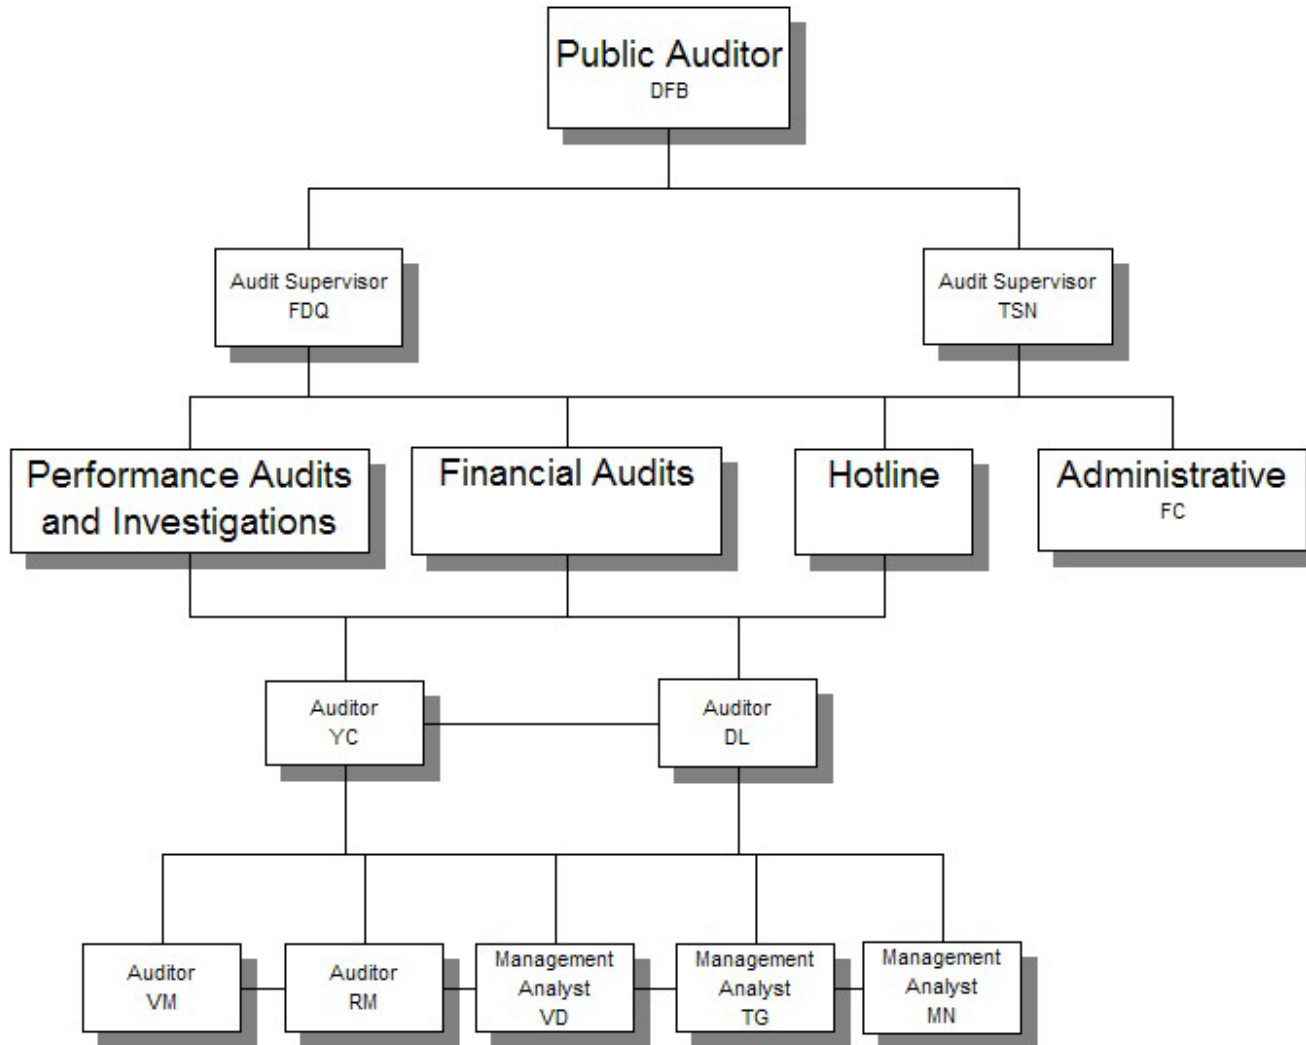 Public Auditor
DFB
Audit Supervisor
FDQ
Audit Supervisor
TSN
Performance Audits
and Investigations
Financial Audits
Hotline
Administrative
FC
Auditor
YC
Auditor
DL
Auditor
VM
Auditor
RM
Management
Analyst
VD
Management
Analyst
TG
Management
Analyst
MN